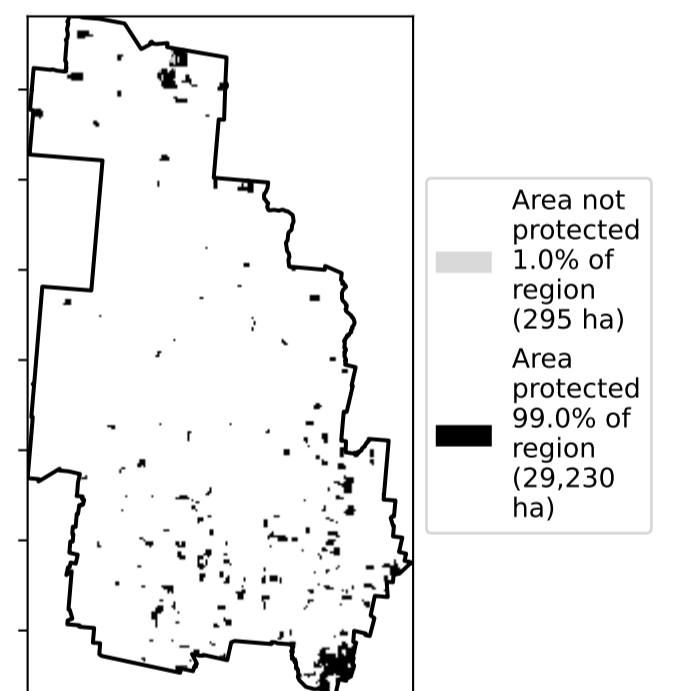 Area not
protected
1.0% of
region
(295 ha)
Area
protected
99.0% of
region
(29,230
ha)